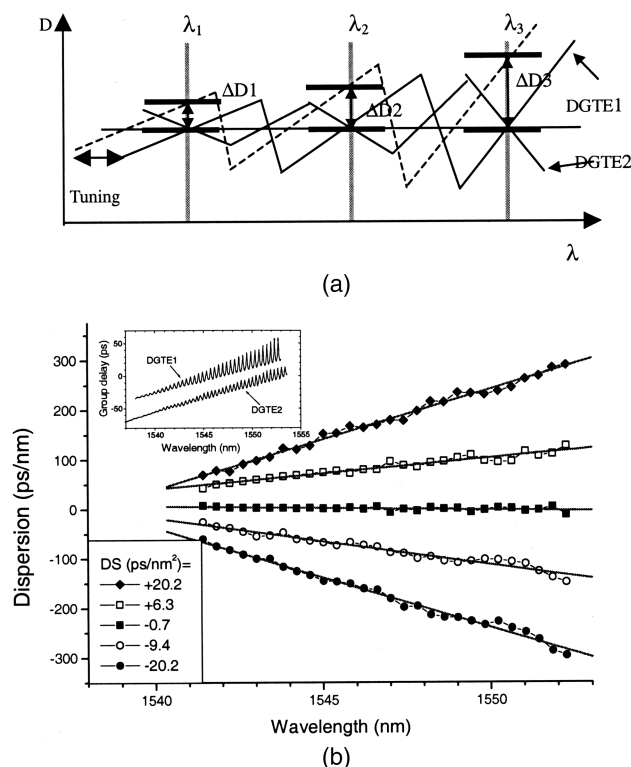 D
λ1
λ2
λ3
ΔD1
ΔD2
ΔD3
DGTE1
DGTE2
Tuning
λ
(a)
Dispersion (ps/nm)
300
200
100
0
-100
-200
-300
Group delay (ps)
50
0
-50
DGTE1
DGTE2
1540 1545 1550 1555
Wavelength (nm)
DS (ps/nm²)=
+20.2
+6.3
-0.7
-9.4
-20.2
1540 1545 1550
Wavelength (nm)
(b)